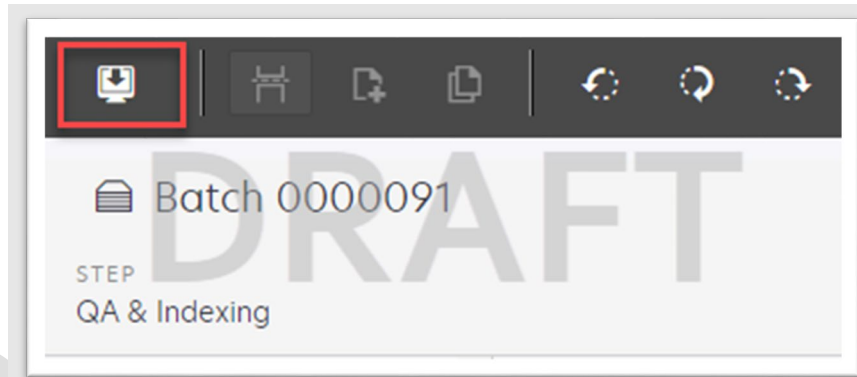 DRAFT
Batch 0000091
STEP
QA & Indexing